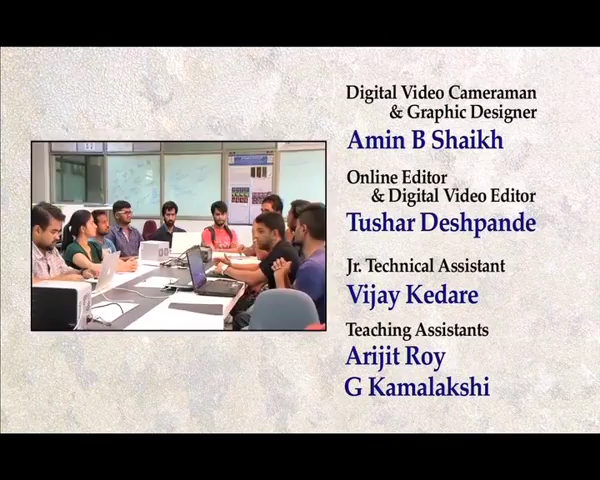 Digital Video Cameraman
& Graphic Designer
Amin B Shaikh
Online Editor
& Digital Video Editor
Tushar Deshpande
Jr. Technical Assistant
Vijay Kedare
Teaching Assistants
Arijit Roy
G Kamalakshi